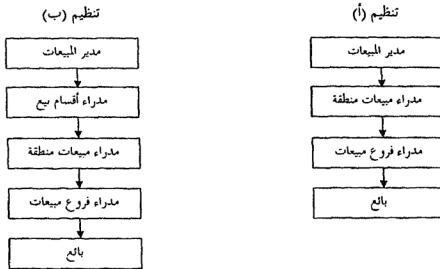 تنظيم (أ)
مدير المبيعات
مدراء مبيعات منطقة
مدراء فروع مبيعات
بائع
تنظيم (ب)
مدير المبيعات
مدراء أقسام بيع
مدراء مبيعات منطقة
مدراء فروع مبيعات
بائع